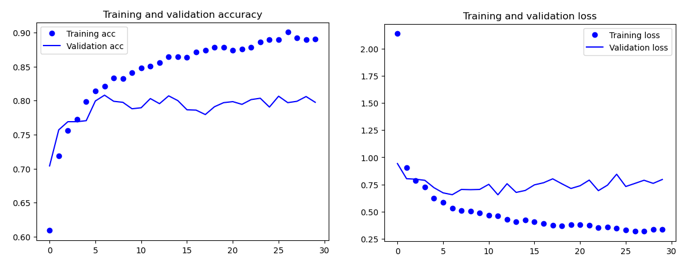 Training and validation accuracy
0.90
0.85
0.80
0.75
0.70
0.65
0.60
Training acc
Validation acc
0 5 10 15 20 25 30
Training and validation loss
2.00
1.75
1.50
1.25
1.00
0.75
0.50
0.25
Training loss
Validation loss
0 5 10 15 20 25 30